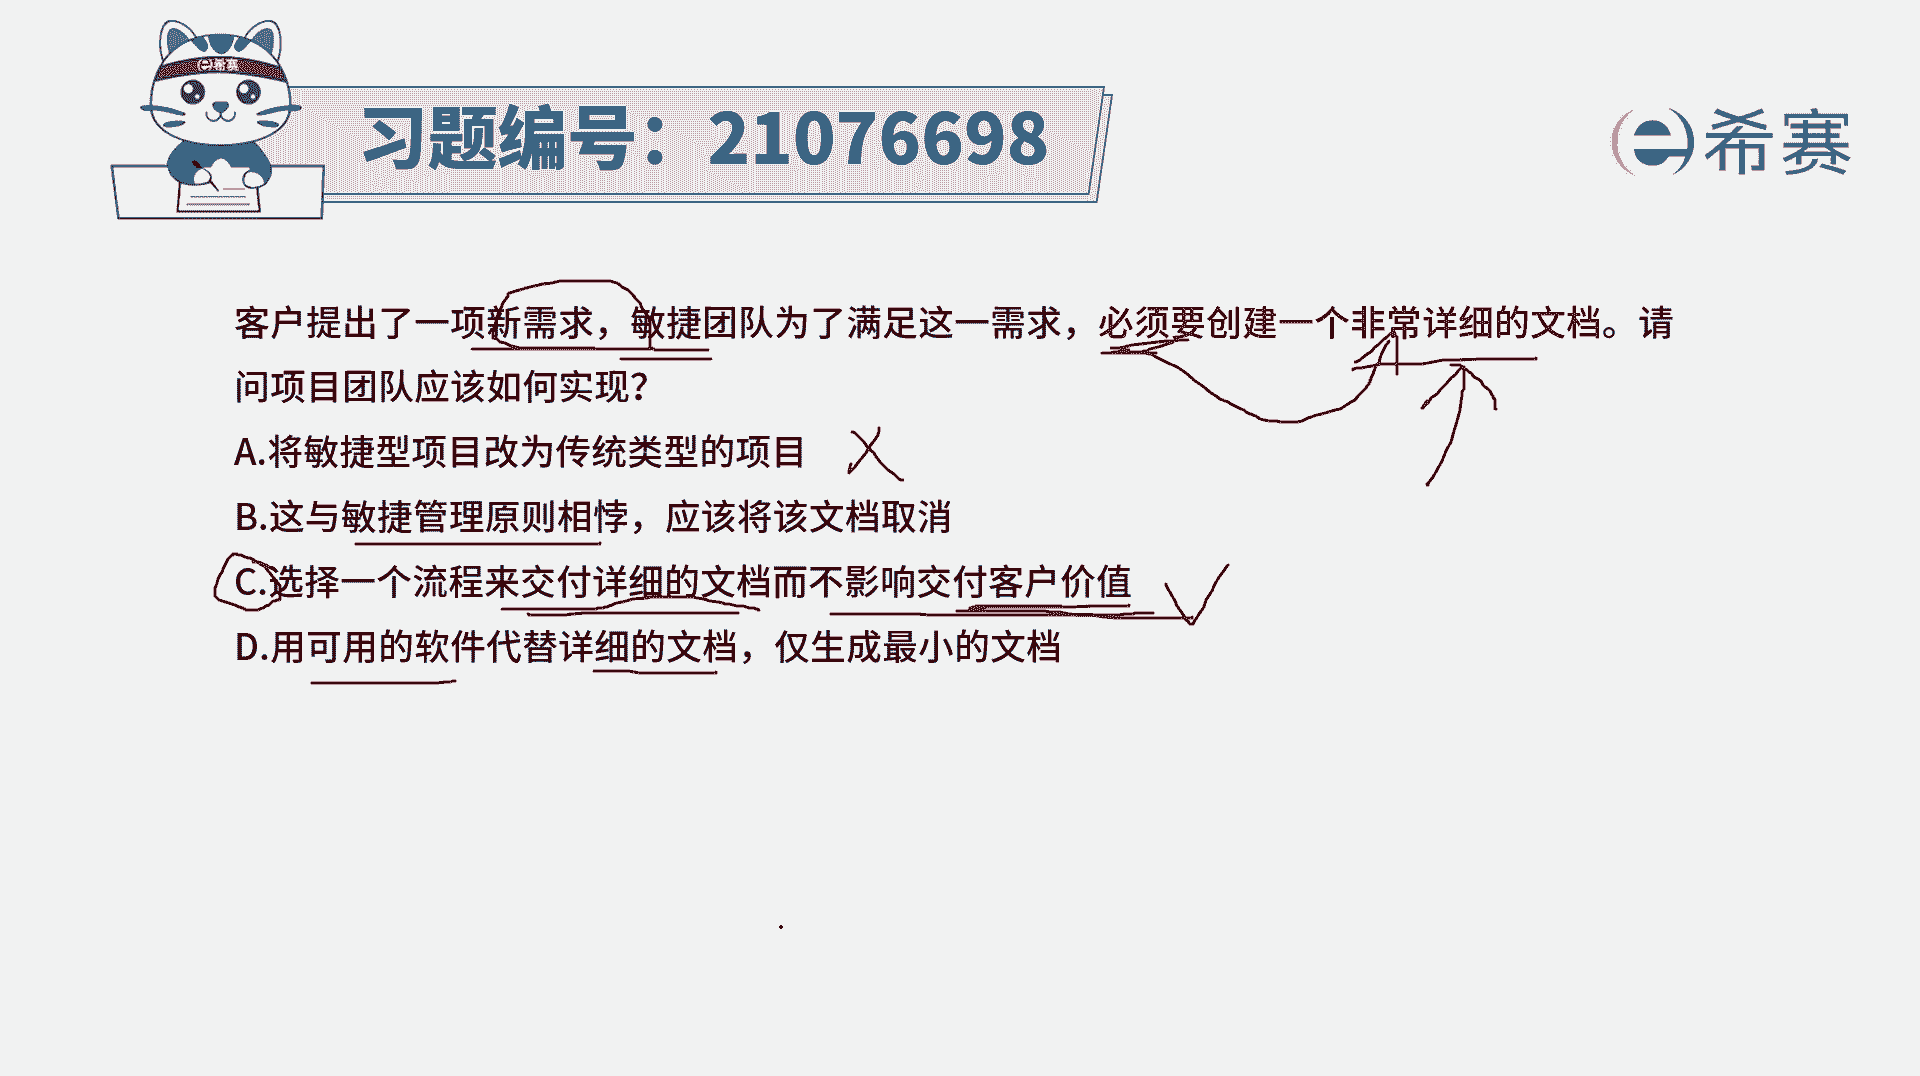 e希赛
习题编号：21076698
e希赛
客户提出了一项新需求，敏捷团队为了满足这一需求，必须要创建一个非常详细的文档。请
问项目团队应该如何实现？
A.将敏捷型项目改为传统类型的项目
B.这与敏捷管理原则相悖，应该将该文档取消
C.选择一个流程来交付详细的文档而不影响交付客户价值
D.用可用的软件代替详细的文档，仅生成最小的文档